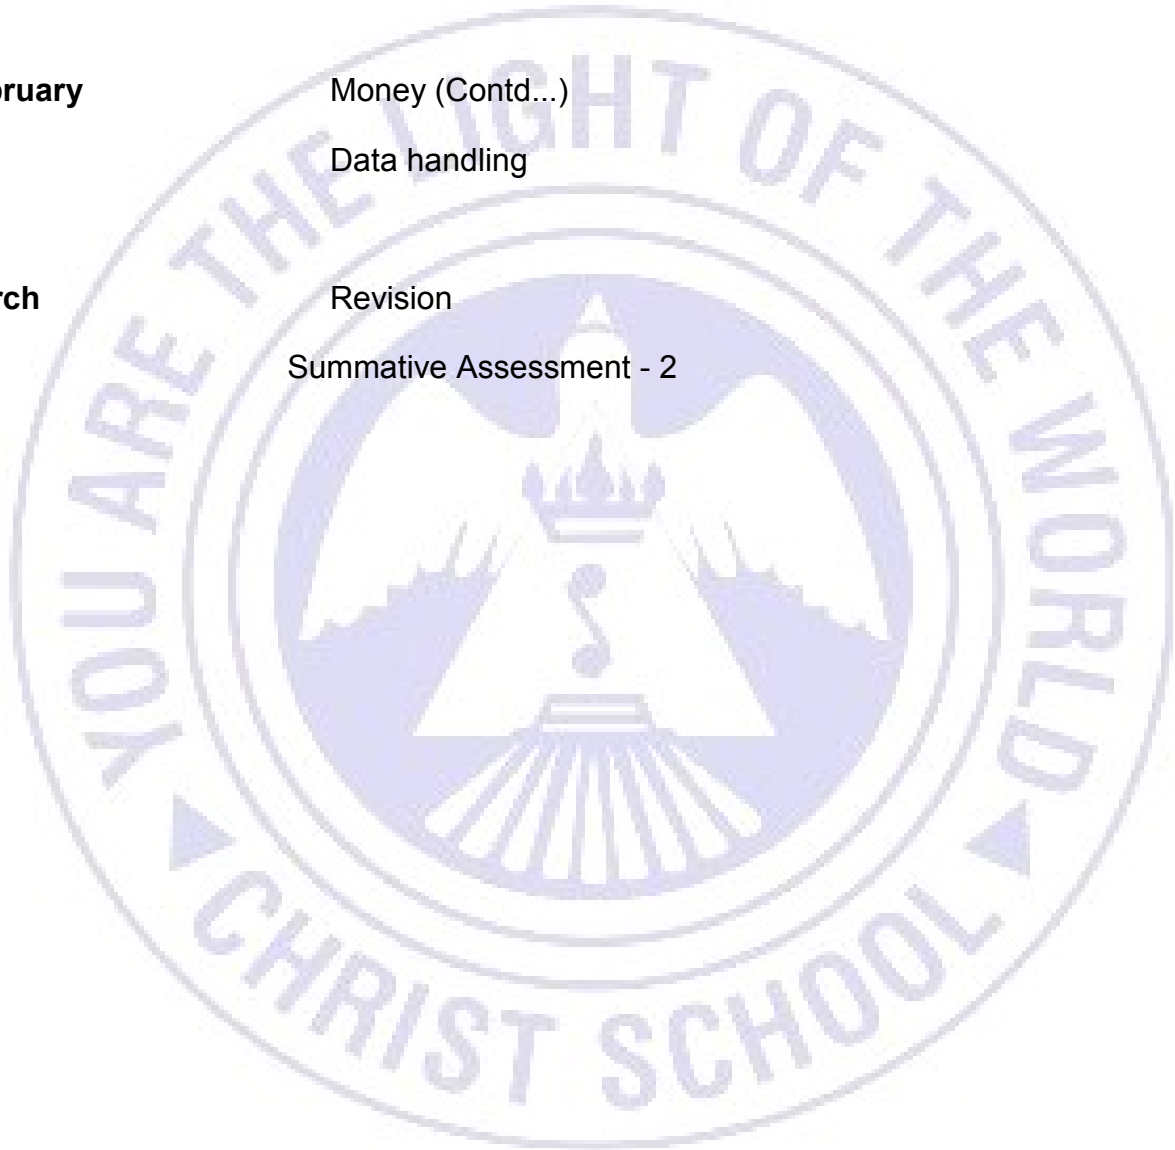 bruary Money (Contd...)
Data handling
rch Revision
Summative Assessment - 2
YOU ARE THE LIGHT OF THE WORLD
CHRIST SCHOOL